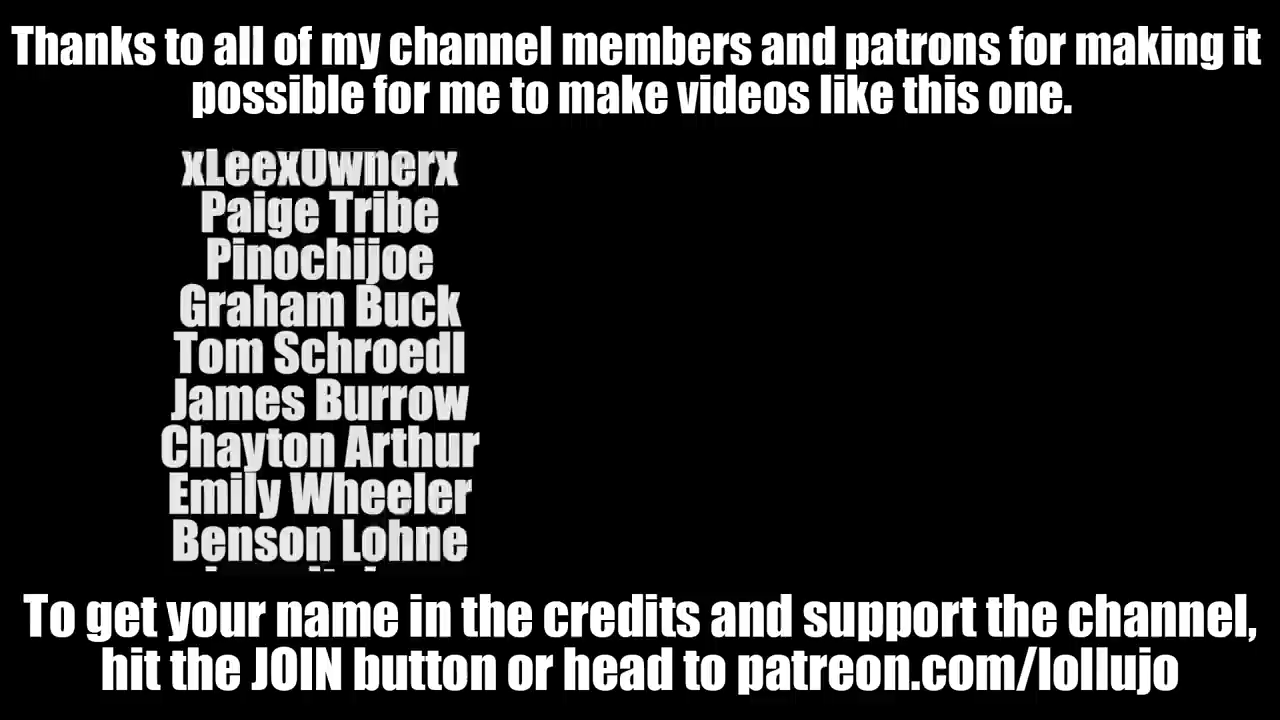 Thanks to all of my channel members and patrons for making it
possible for me to make videos like this one.
xLeexOwnerx
Paige Tribe
Pinochijoe
Graham Buck
Tom Schroedl
James Burrow
Chayton Arthur
Emily Wheeler
Benson Lohne
To get your name in the credits and support the channel,
hit the JOIN button or head to patreon.com/lollujo